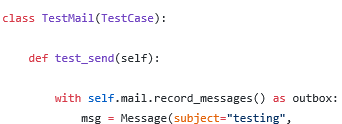 class TestMail(TestCase):
def test_send(self):
with self.mail.record_messages() as outbox:
msg = Message(subject="testing",